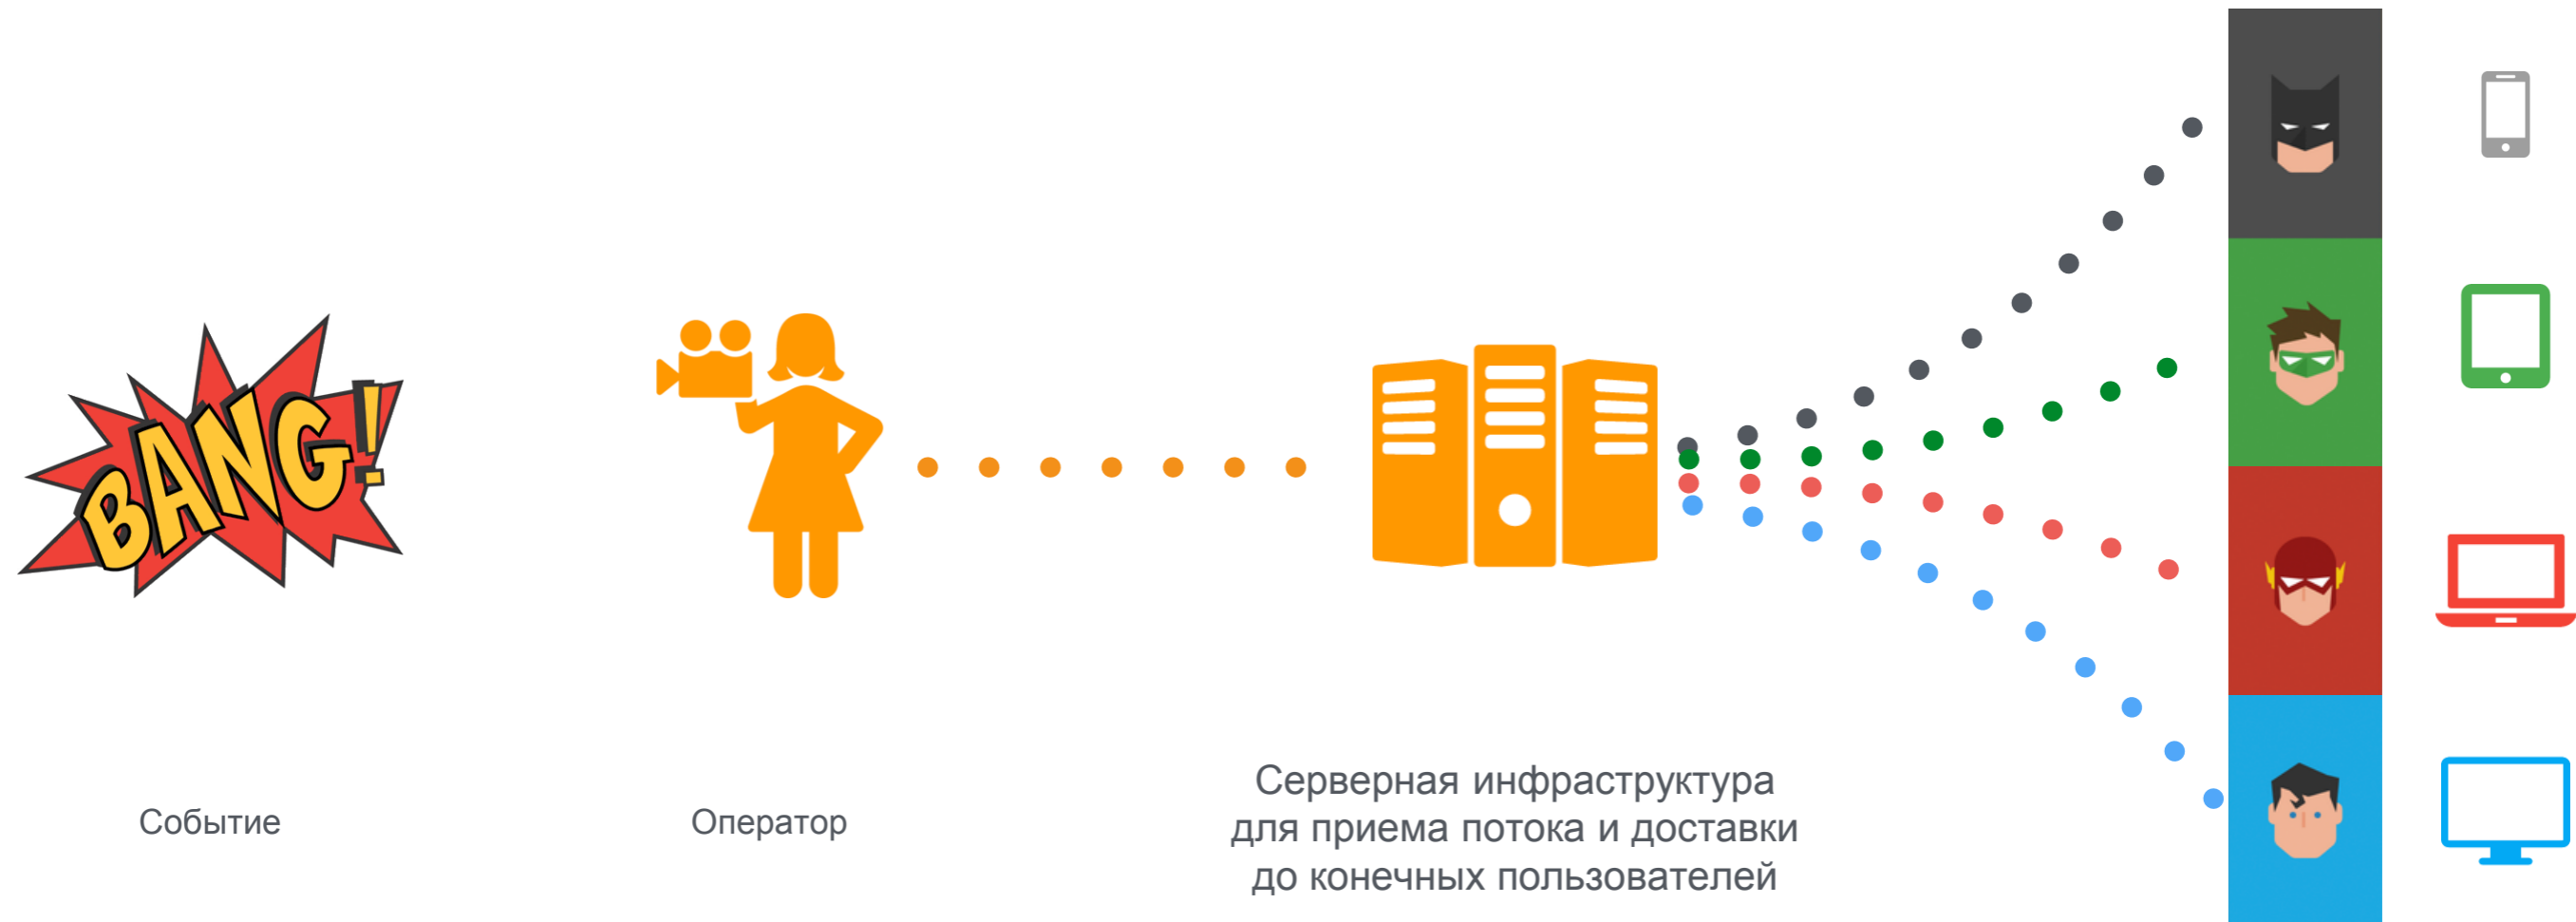 BANG!
Событие
Оператор
Серверная инфраструктура
для приема потока и доставки
до конечных пользователей